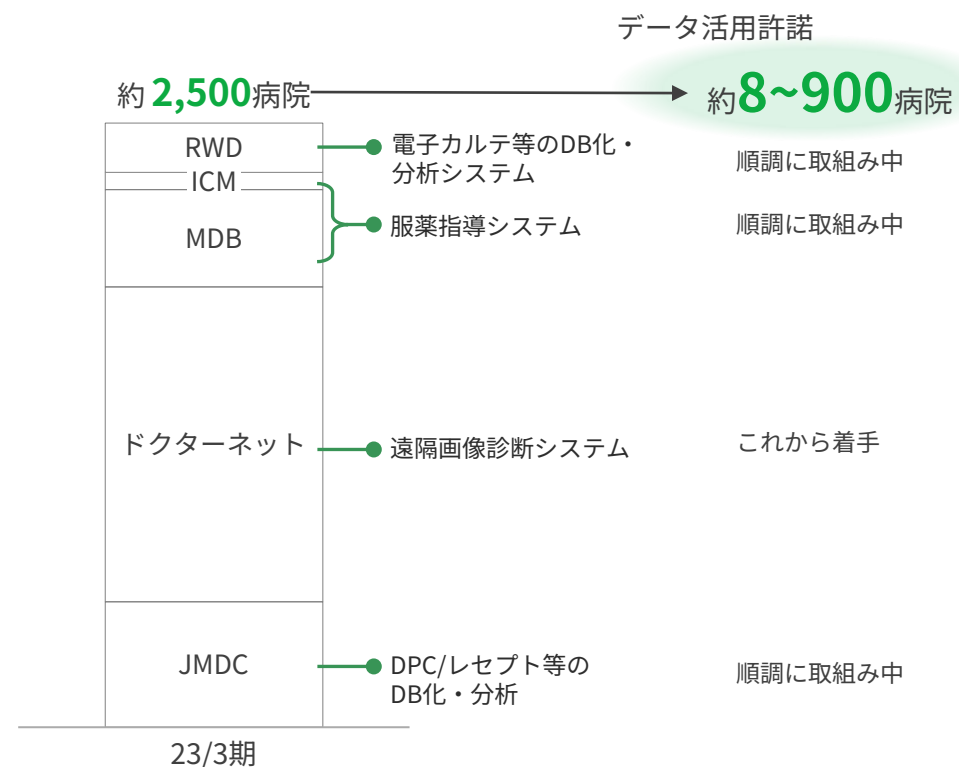 データ活用許諾
約 2,500病院
約8~900病院
RWD
電子カルテ等のDB化・
分析システム
順調に取組み中
ICM
MDB
服薬指導システム
順調に取組み中
ドクターネット
遠隔画像診断システム
これから着手
JMDC
DPC/レセプト等の
DB化・分析
順調に取組み中
23/3期